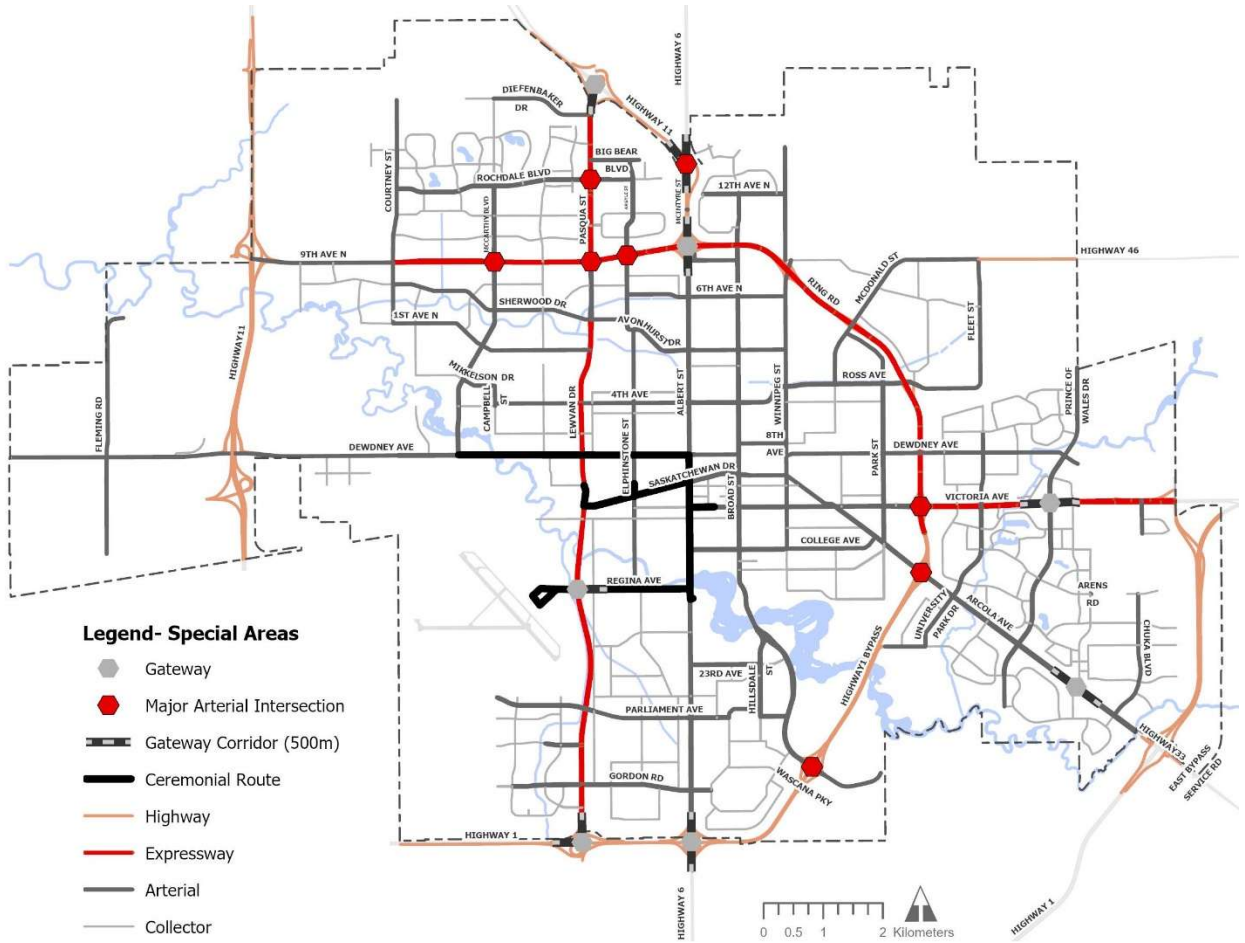 HIGHWAY 6
DIEFENBAKER
DR
HIGHWAY 11
BIG BEAR
BLVD
ROCHDALE BLVD
COURTNEY ST
MCCARTHY BLVD
PASQUA ST
MCINTYRE ST
12TH AVE N
9TH AVE N
HIGHWAY 46
RING RD
MCDONALD ST
6TH AVE N
SHERWOOD DR
1ST AVE N
AVONHURST DR
FLEET ST
HIGHWAY11
MIKKELSON DR
CAMPBELL
ST
LEWVAN DR
4TH AVE
ALBERT ST
WINNIPEG ST
ROSS AVE
PRINCE OF
WALES DR
FLEMING RD
DEWDNEY AVE
ELPHINSTONE ST
8TH
AVE
PARK ST
DEWDNEY AVE
SASKATCHEWAN DR
BROAD ST
VICTORIA AVE
COLLEGE AVE
REGINA AVE
ARENS
RD
UNIVERSITY
PARK DR
ARCOLA AVE
CHUKA BLVD
HIGHWAY1 BYPASS
23RD AVE
HILLSDALE
ST
PARLIAMENT AVE
HIGHWAY33
EAST BYPASS
SERVICE RD
GORDON RD
WASCANA PKY
HIGHWAY 1
HIGHWAY 6
HIGHWAY 1
Legend- Special Areas
Gateway
Major Arterial Intersection
Gateway Corridor (500m)
Ceremonial Route
Highway
Expressway
Arterial
Collector
0 0.5 1 2 Kilometers